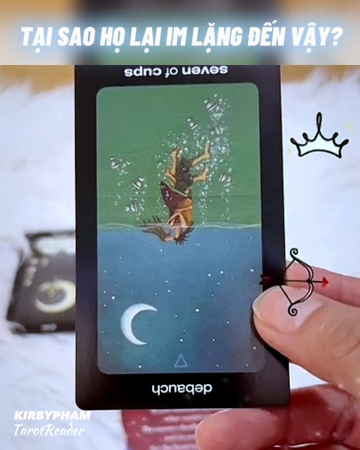 TẠI SAO HỌ LẠI IM LẶNG ĐẾN VẬY?
seven of cups
debauch
KIRBYPHAM
TarotReader